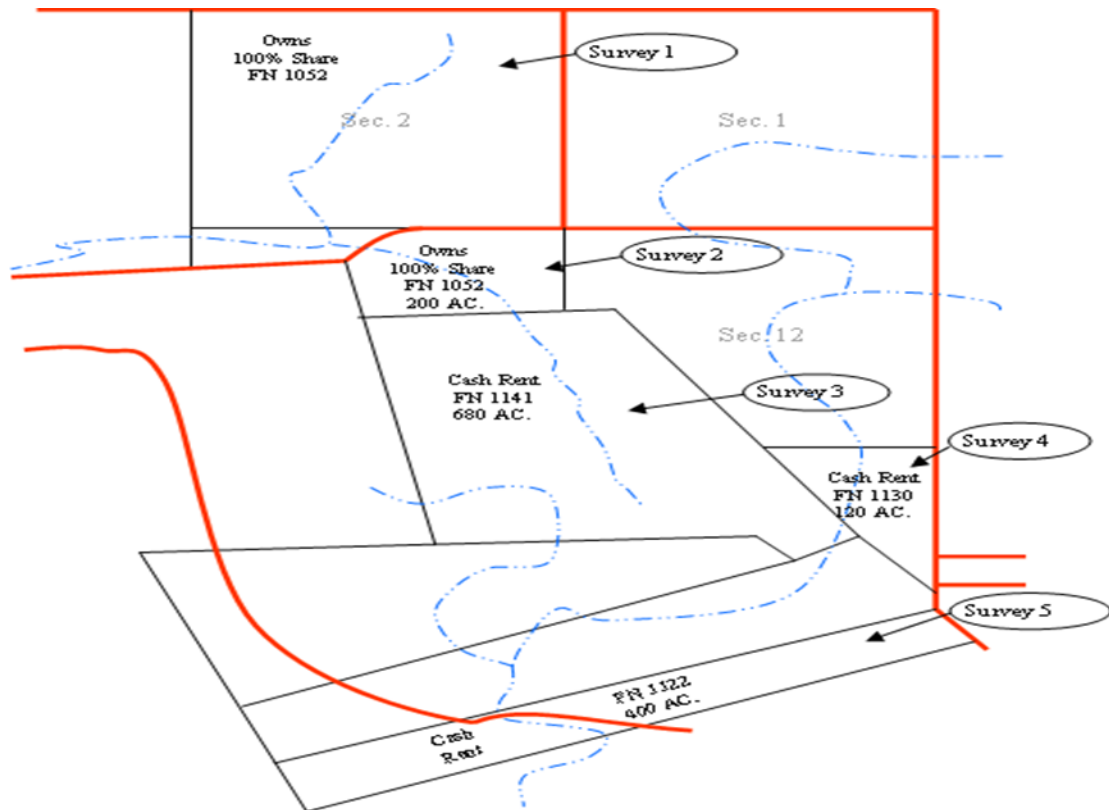 Owns
100% Share
FN 1052
Survey 1
Sec. 2
Sec. 1
Owns
100% Share
FN 1052
200 AC.
Survey 2
Sec. 12
Cash Rent
FN 1141
680 AC.
Survey 3
Survey 4
Cash Rent
FN 1130
120 AC.
Survey 5
FN 1122
400 AC.
Cash
Rent